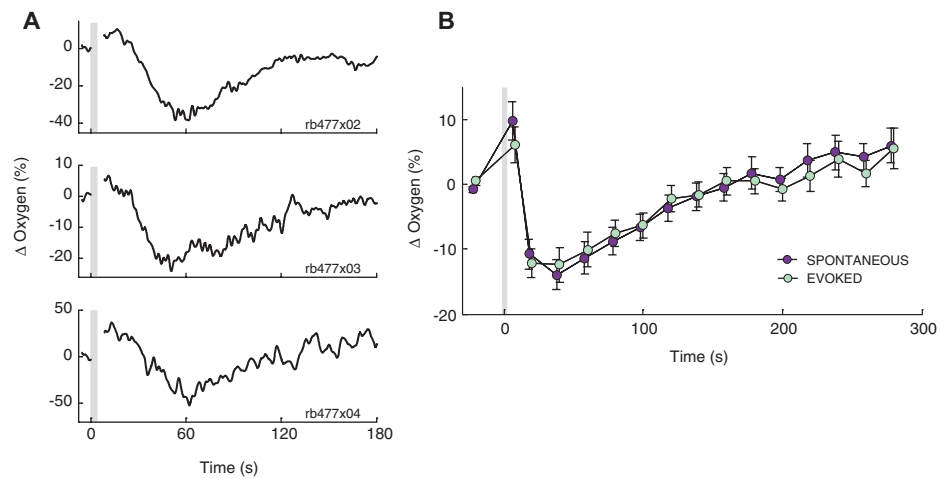 A
0
-20
-40
rb477x02
10
0
-10
-20
rb477x03
Δ Oxygen (%)
50
0
-50
rb477x04
0 60 120 180
Time (s)
B
10
0
-10
-20
Δ Oxygen (%)
SPONTANEOUS
EVOKED
0 100 200 300
Time (s)